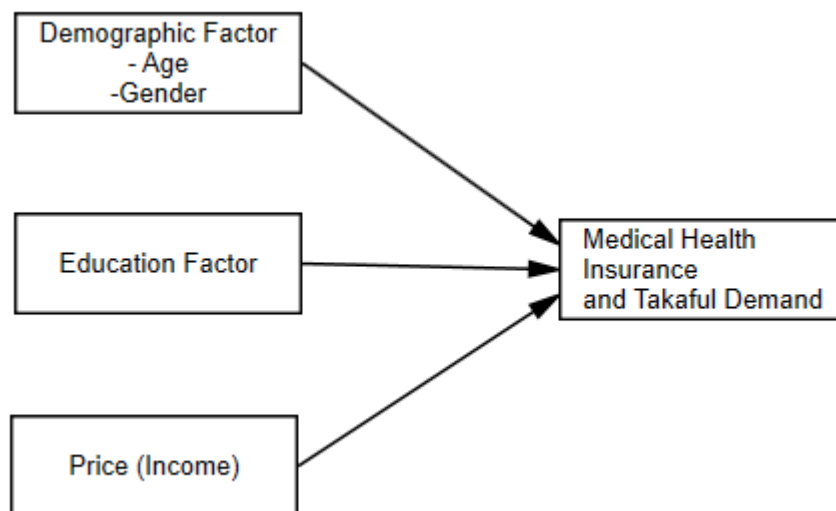 Demographic Factor
- Age
-Gender
Education Factor
Price (Income)
Medical Health
Insurance
and Takaful Demand